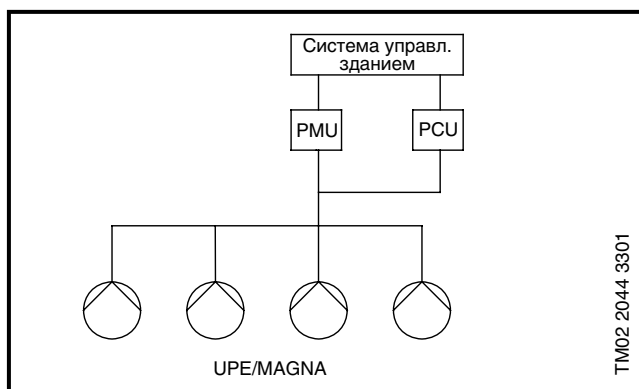 Система управл.
зданием
PMU
PCU
UPE/MAGNA
TM02 2044 3301